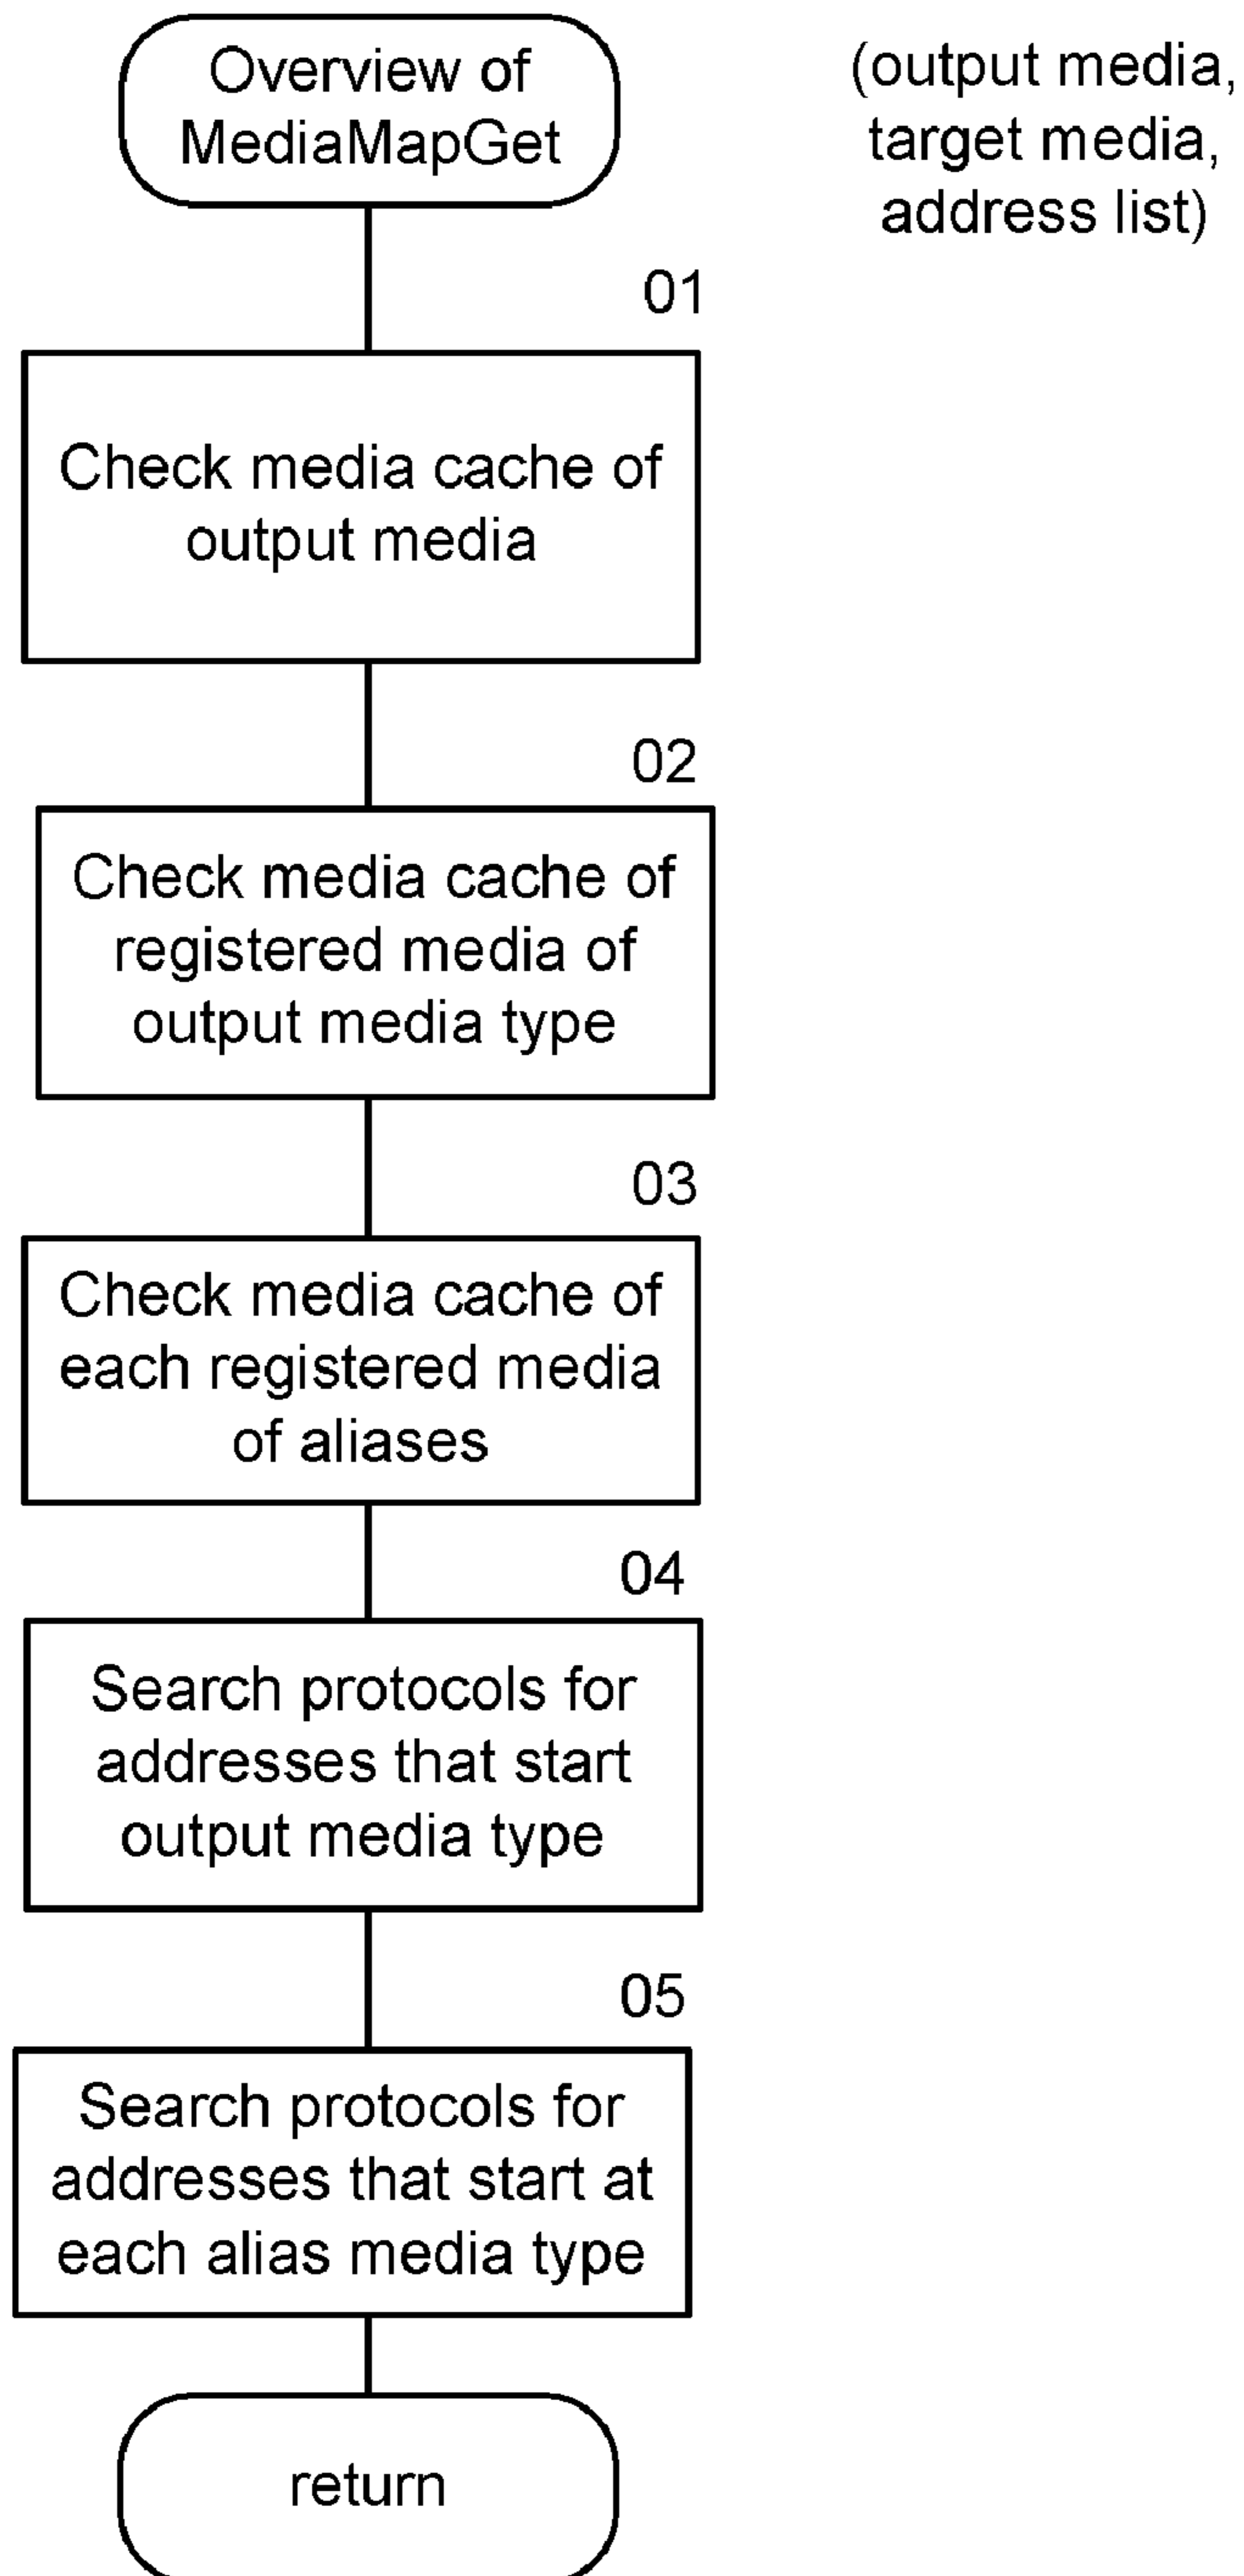 Overview of
MediaMapGet
(output media,
target media,
address list)
01
Check media cache of
output media
02
Check media cache of
registered media of
output media type
03
Check media cache of
each registered media
of aliases
04
Search protocols for
addresses that start
output media type
05
Search protocols for
addresses that start at
each alias media type
return